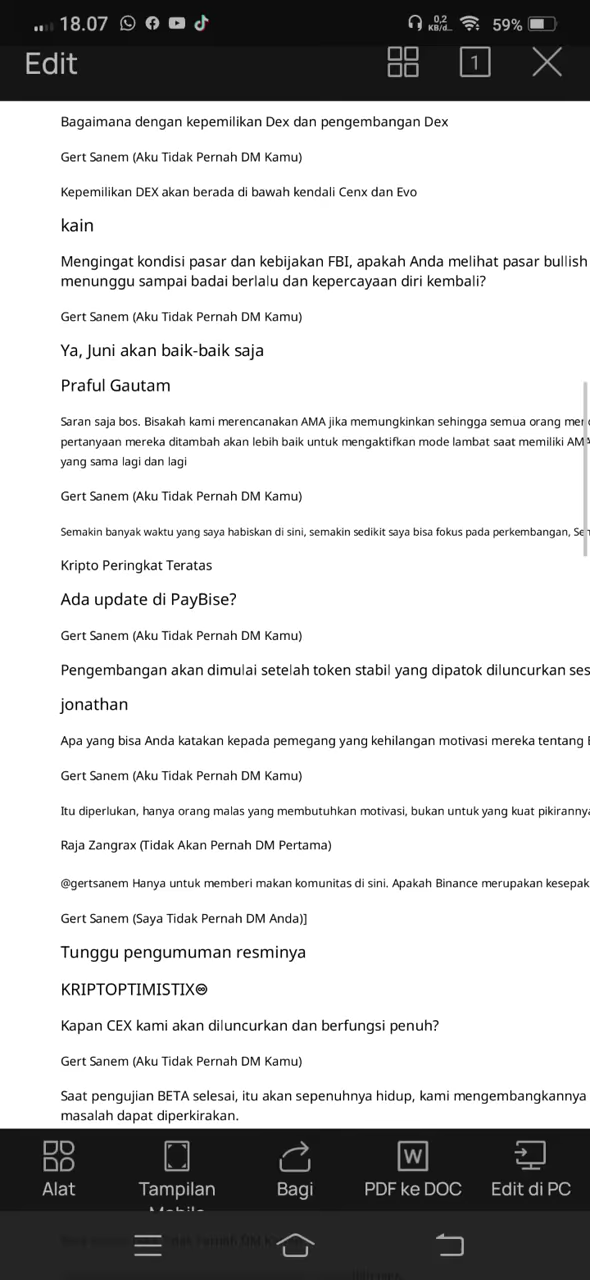 18.07
0,2
KB/d...
59%
Edit
1
Bagaimana dengan kepemilikan Dex dan pengembangan Dex
Gert Sanem (Aku Tidak Pernah DM Kamu)
Kepemilikan DEX akan berada di bawah kendali Cenx dan Evo
kain
Mengingat kondisi pasar dan kebijakan FBI, apakah Anda melihat pasar bullish
menunggu sampai badai berlalu dan kepercayaan diri kembali?
Gert Sanem (Aku Tidak Pernah DM Kamu)
Ya, Juni akan baik-baik saja
Praful Gautam
Saran saja bos. Bisakah kami merencanakan AMA jika memungkinkan sehingga semua orang
pertanyaan mereka ditambah akan lebih baik untuk mengaktifkan mode lambat saat memiliki AMA
yang sama lagi dan lagi
Gert Sanem (Aku Tidak Pernah DM Kamu)
Semakin banyak waktu yang saya habiskan di sini, semakin sedikit saya bisa fokus pada perkembangan,
Kripto Peringkat Teratas
Ada update di PayBise?
Gert Sanem (Aku Tidak Pernah DM Kamu)
Pengembangan akan dimulai setelah token stabil yang dipatok diluncurkan ses
jonathan
Apa yang bisa Anda katakan kepada pemegang yang kehilangan motivasi mereka tentang
Gert Sanem (Aku Tidak Pernah DM Kamu)
Itu diperlukan, hanya orang malas yang membutuhkan motivasi, bukan untuk yang kuat pikirannya
Raja Zangrax (Tidak Akan Pernah DM Pertama)
@gertsanem Hanya untuk memberi makan komunitas di sini. Apakah Binance merupakan kesepak
Gert Sanem (Saya Tidak Pernah DM Anda)]
Tunggu pengumuman resminya
KRIPTOPTIMISTIX♾
Kapan CEX kami akan diluncurkan dan berfungsi penuh?
Gert Sanem (Aku Tidak Pernah DM Kamu)
Saat pengujian BETA selesai, itu akan sepenuhnya hidup, kami mengembangkannya
masalah dapat diperkirakan.
Alat
Tampilan
Mobile
Bagi
W
PDF ke DOC
Edit di PC